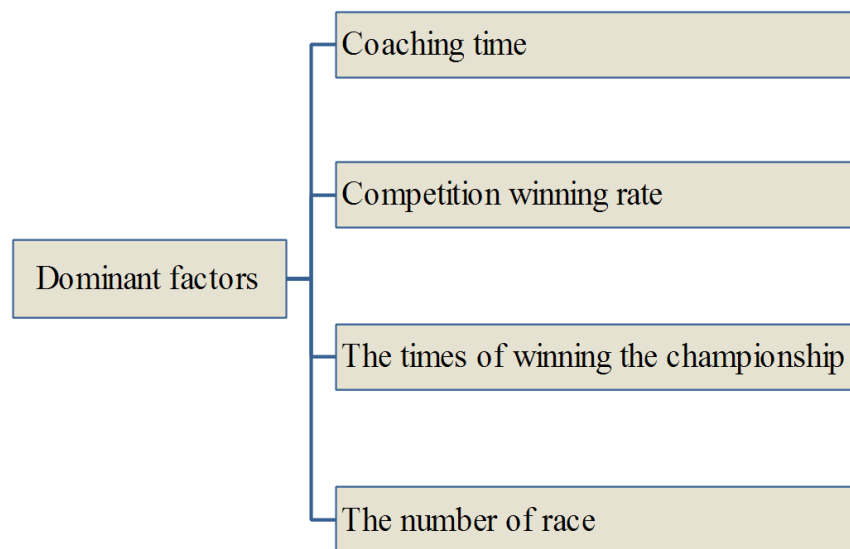 Coaching time
Competition winning rate
Dominant factors
The times of winning the championship
The number of race